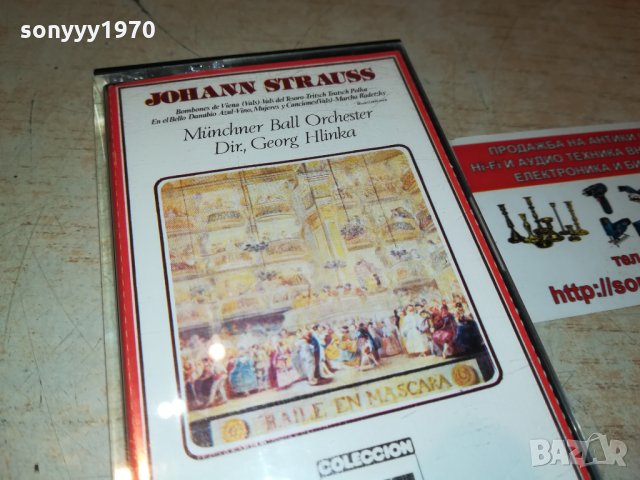 sonyyy1970
JOHANN STRAUSS
Bombones de Viena (Vals)-Vals del Tesoro-Tritsch Tratsch Polka
En el Bello Danubio Azul-Vino, Mujeres y Canciones(Vals)-Marcha Radetzky
Münchner Ball Orchester
Dir., Georg Hlinka
BAILE EN MASCARA
COLECCION
ПРОДАЖБА НА АНТИКИ
Hi-Fi И АУДИО ТЕХНИКА
ЕЛЕКТРОНИКА И
тел
http://so
BAZAR